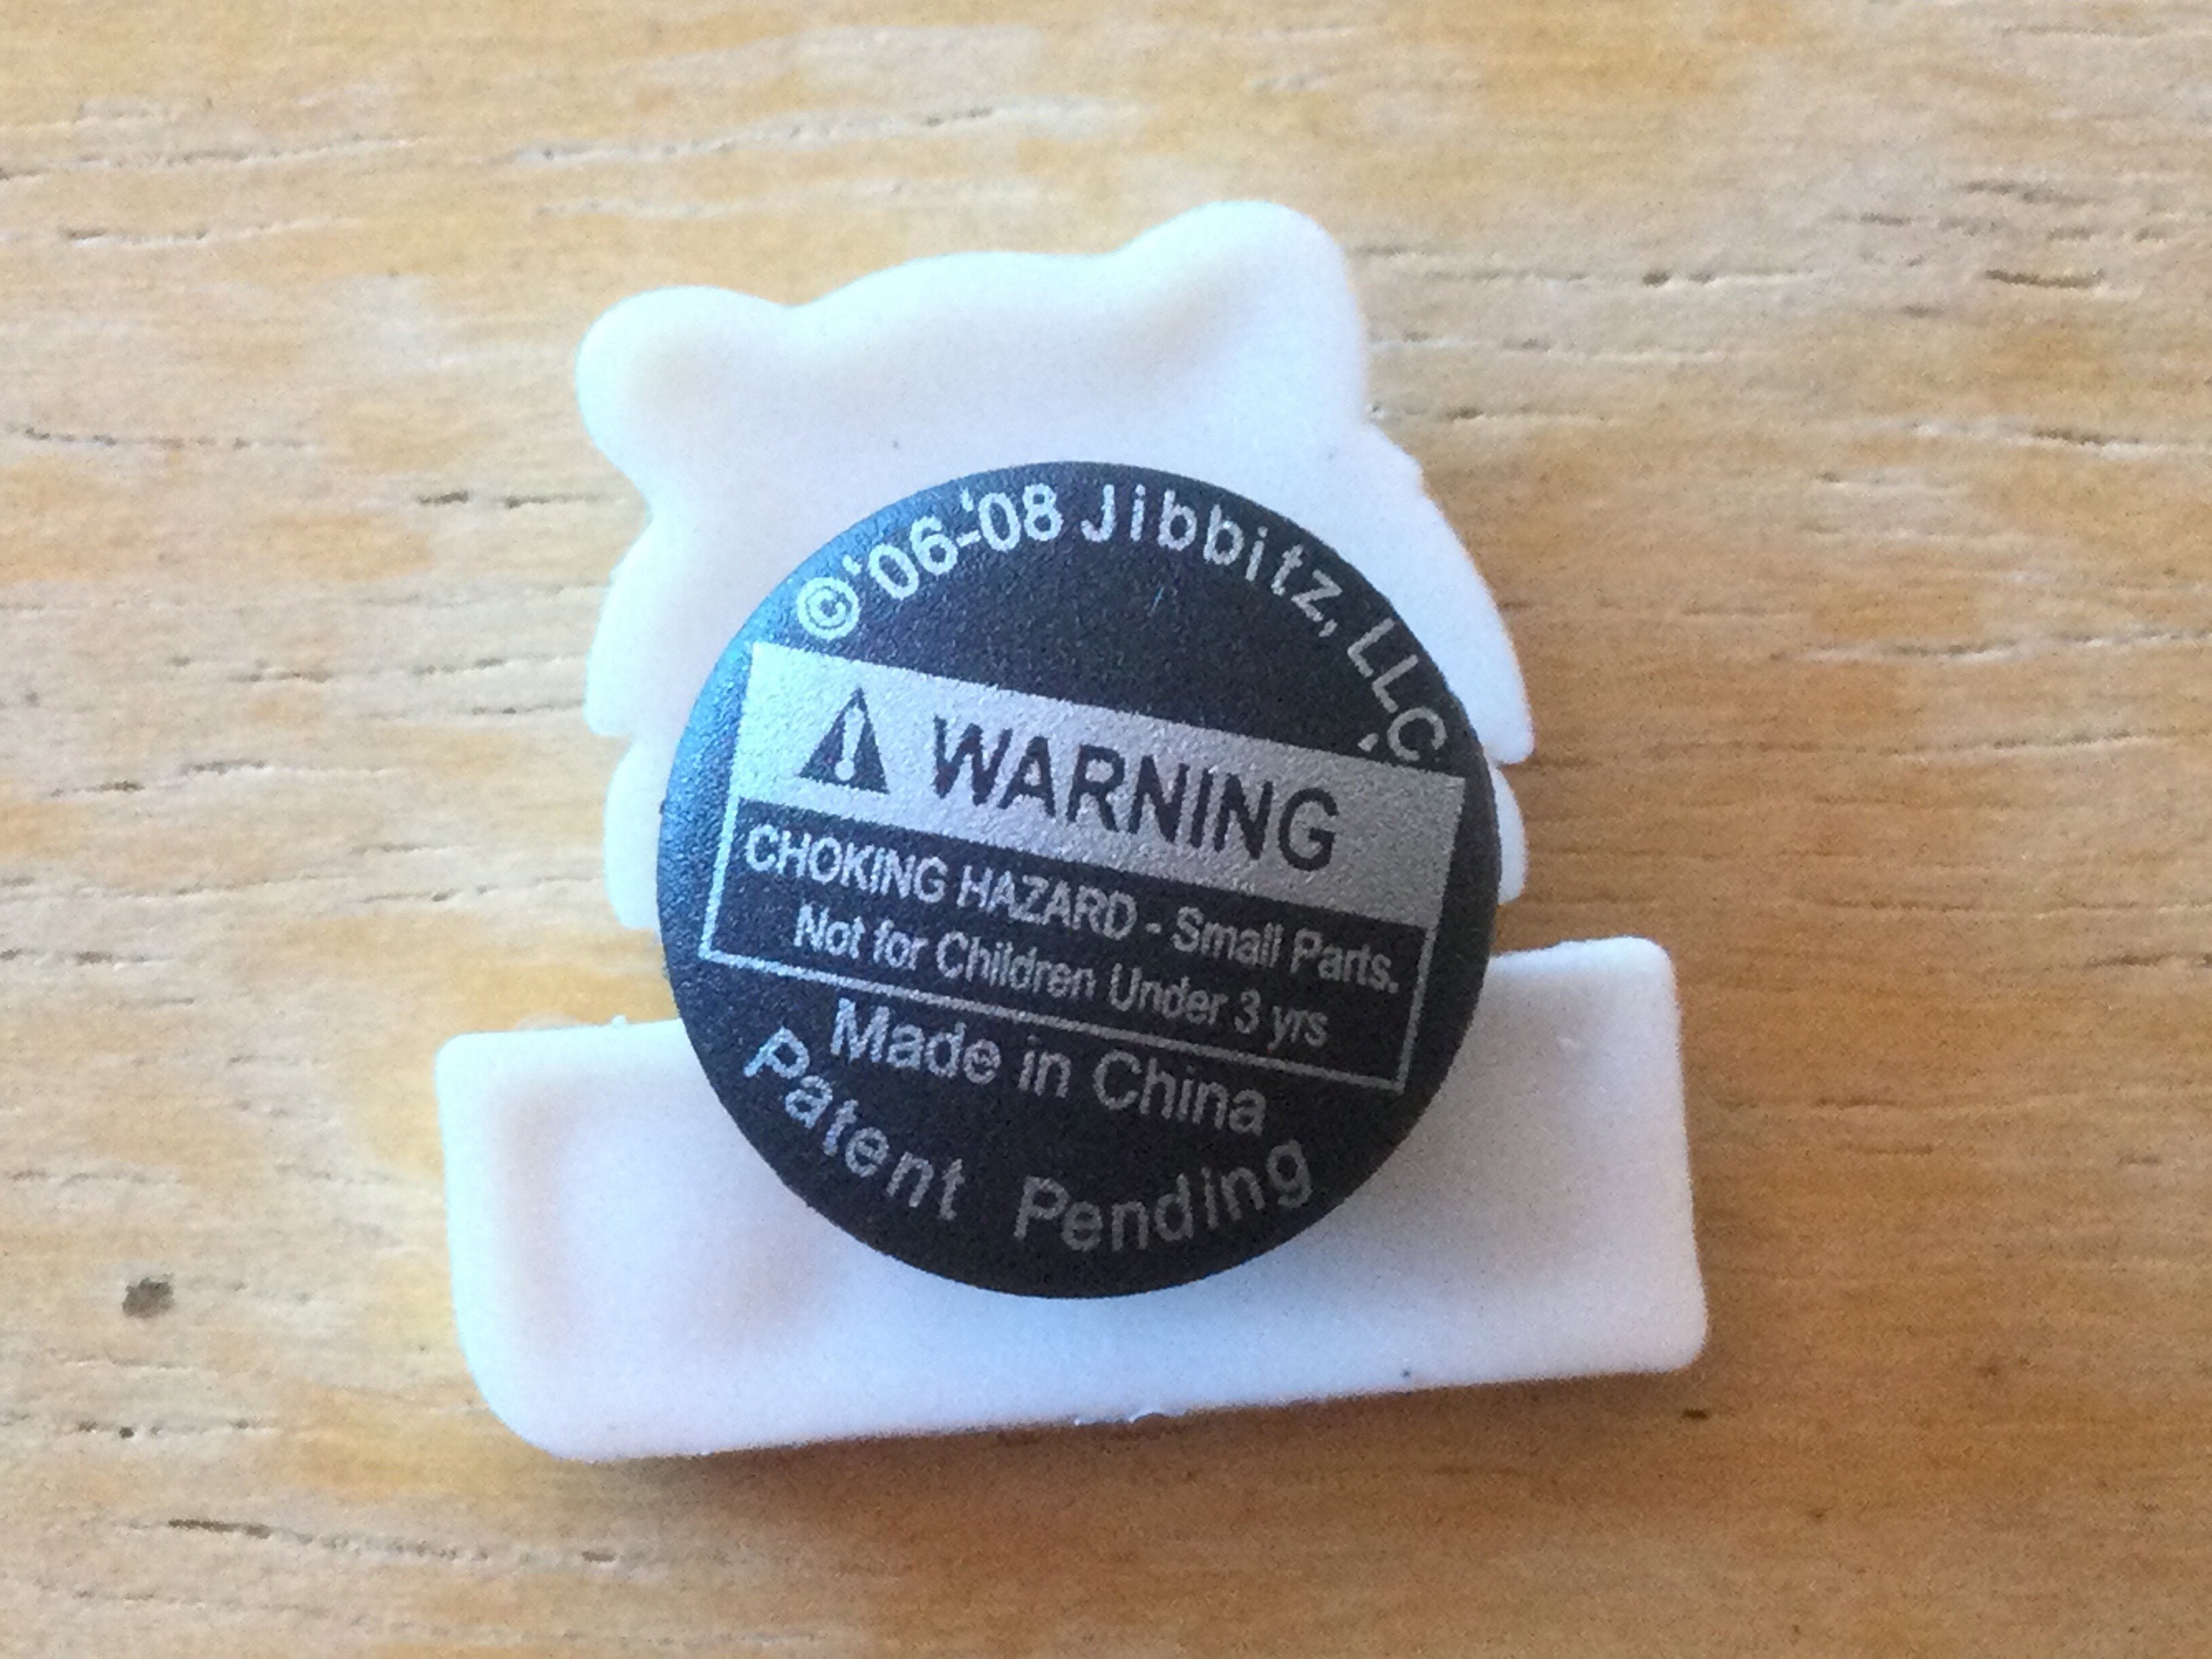 ©'06-'08 Jibbitz, LLC.
WARNING
CHOKING HAZARD - Small Parts.
Not for Children Under 3 yrs
Made in China
Patent Pending